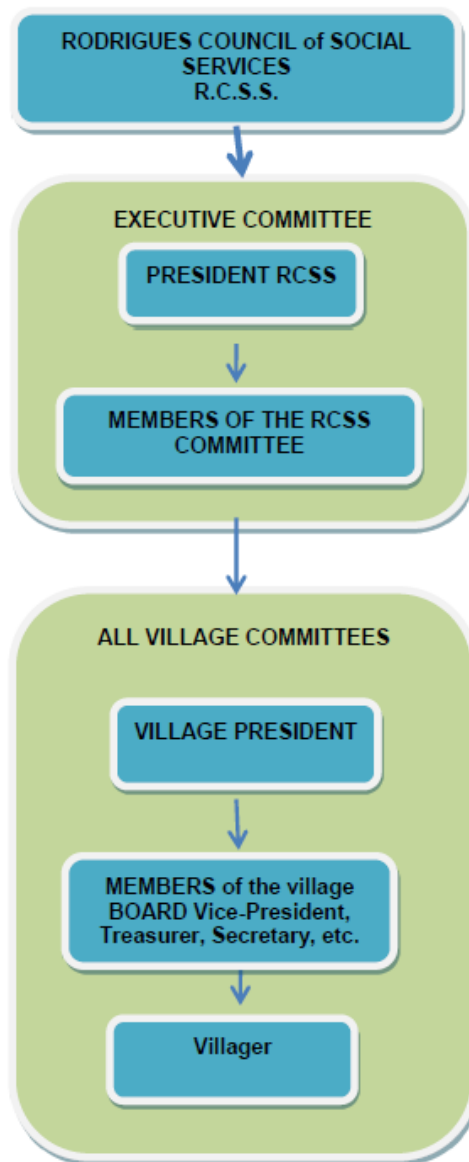 RODRIGUES COUNCIL of SOCIAL
SERVICES
R.C.S.S.
EXECUTIVE COMMITTEE
PRESIDENT RCSS
MEMBERS OF THE RCSS
COMMITTEE
ALL VILLAGE COMMITTEES
VILLAGE PRESIDENT
MEMBERS of the village
BOARD Vice-President,
Treasurer, Secretary, etc.
Villager